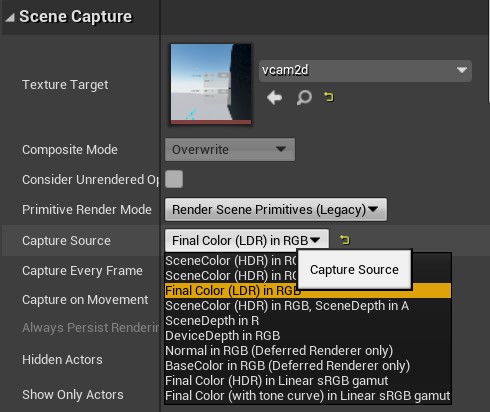 Scene Capture
Texture Target
vcam2d
Composite Mode
Overwrite
Consider Unrendered Op
Primitive Render Mode
Render Scene Primitives (Legacy)
Capture Source
Final Color (LDR) in RGB
Capture Every Frame
Capture on Movement
Always Persist Renderin
Hidden Actors
Show Only Actors
SceneColor (HDR) in RG
SceneColor (HDR) in RG
Final Color (LDR) in RGB
SceneColor (HDR) in RGB, SceneDepth in A
SceneDepth in R
DeviceDepth in RGB
Normal in RGB (Deferred Renderer only)
BaseColor in RGB (Deferred Renderer only)
Final Color (HDR) in Linear sRGB gamut
Final Color (with tone curve) in Linear sRGB gamut
Capture Source